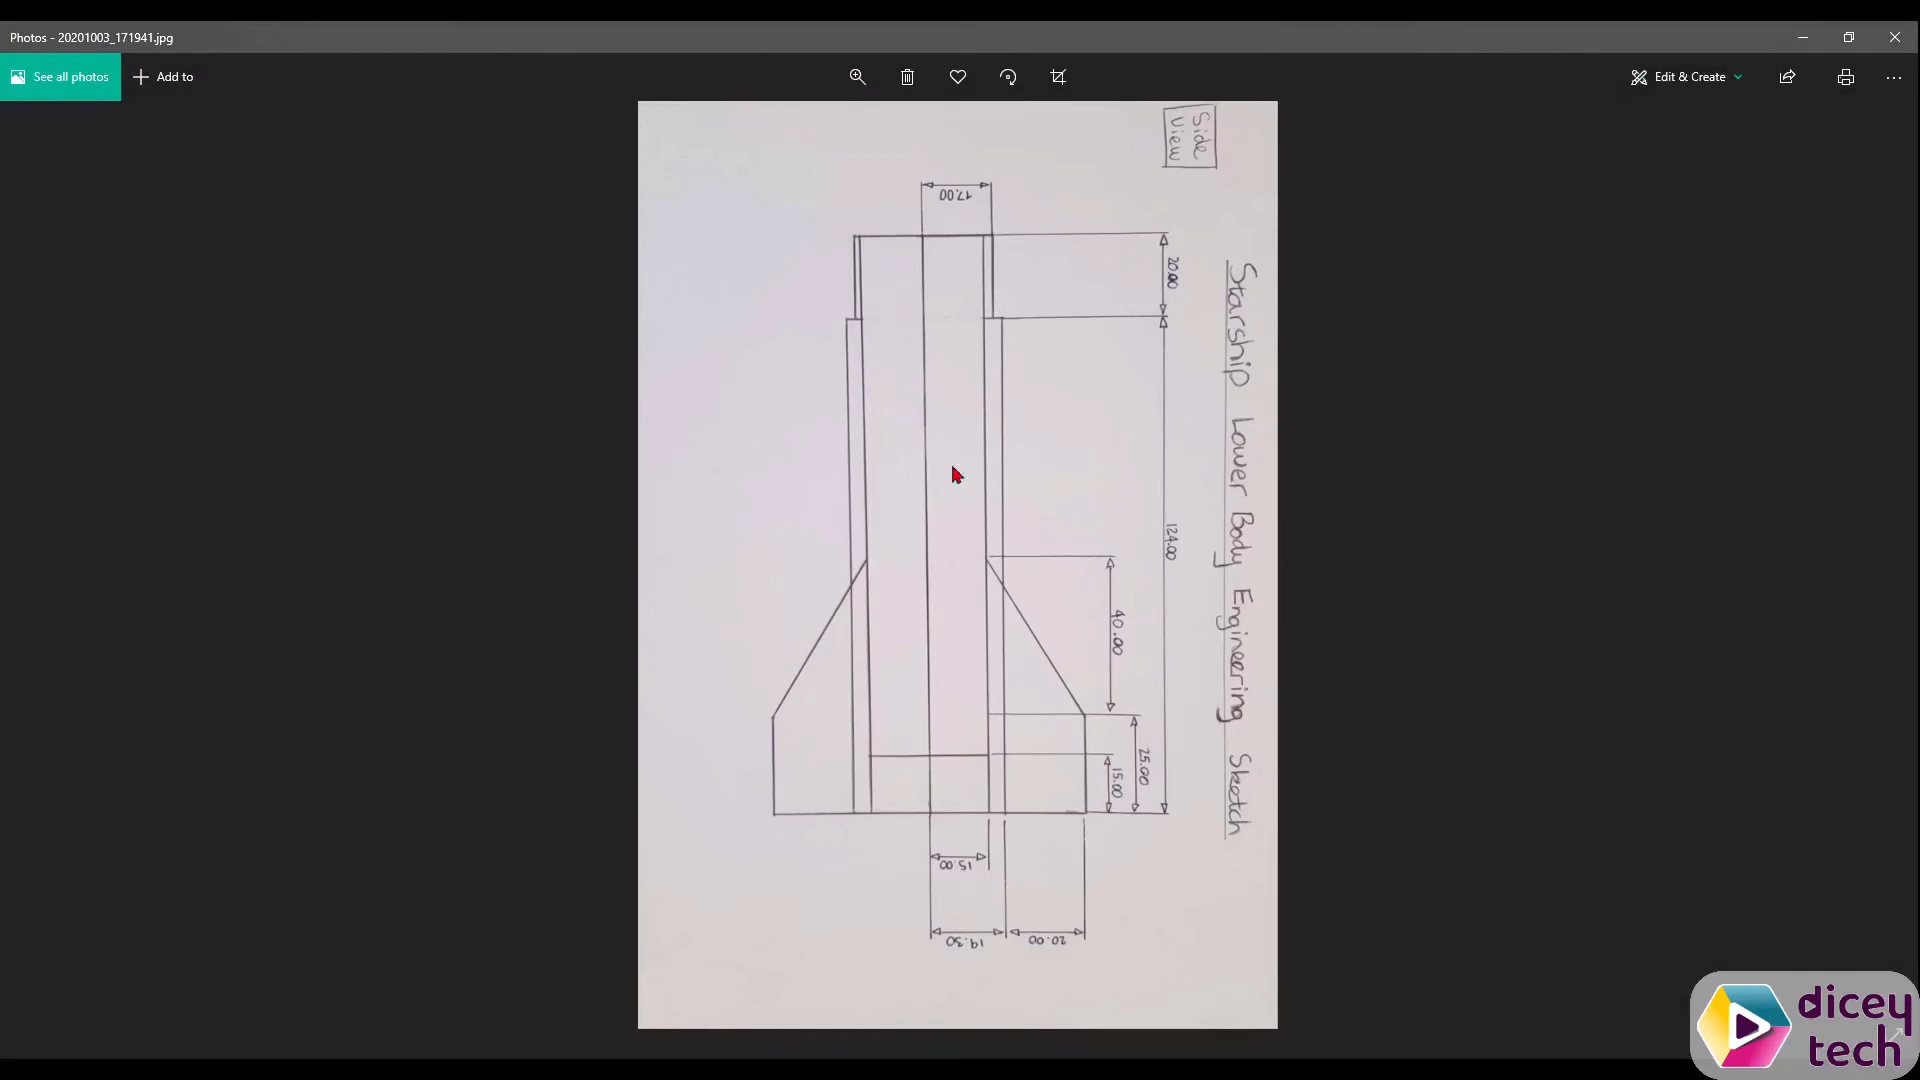 Photos - 20201003_171941.jpg
See all photos
Add to
Edit & Create
Side
View
Starship Lower Body Engineering Sketch
17.00
20.00
124.00
40.00
25.00
15.00
15.00
19.30
20.00
dicey
tech